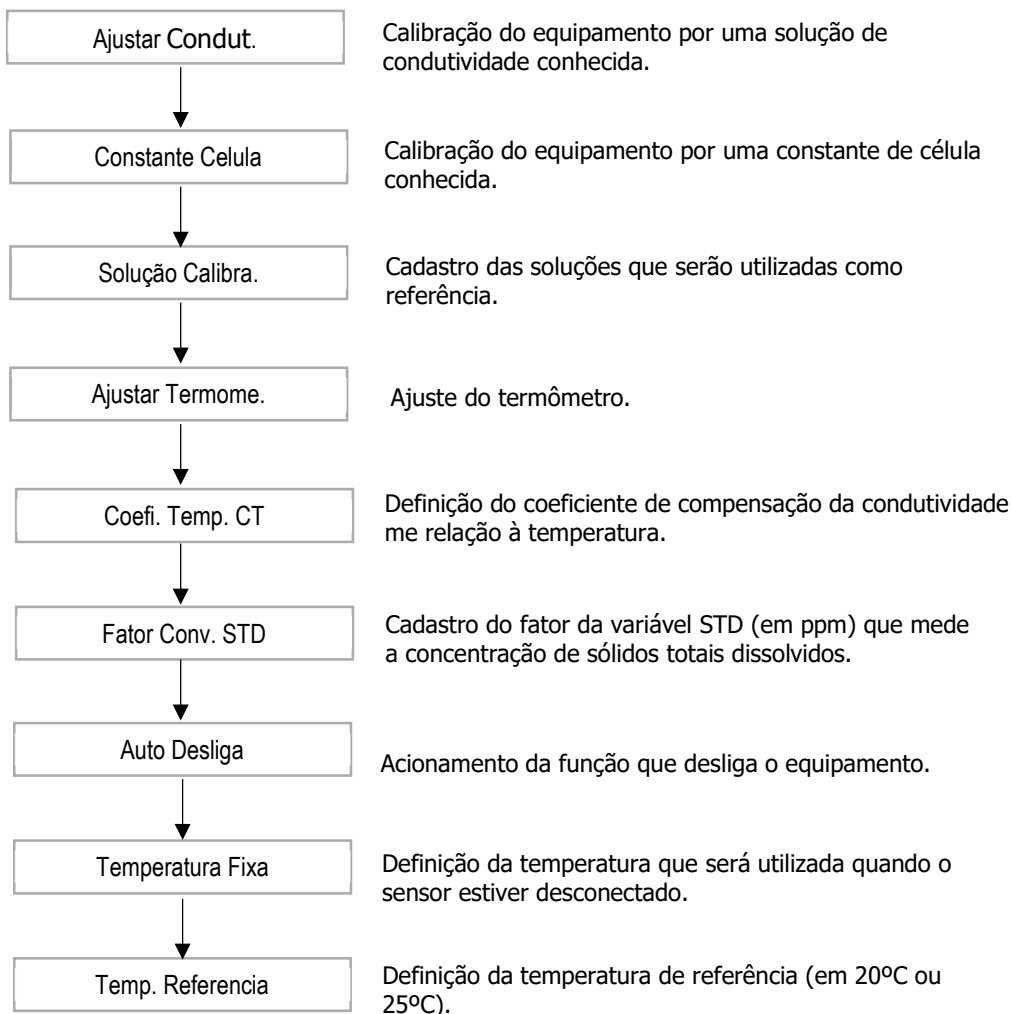 Ajustar Condut.
Calibração do equipamento por uma solução de
condutividade conhecida.
Constante Celula
Calibração do equipamento por uma constante de célula
conhecida.
Solução Calibra.
Cadastro das soluções que serão utilizadas como
referência.
Ajustar Termome.
Ajuste do termômetro.
Coefi. Temp. CT
Definição do coeficiente de compensação da condutividade
me relação à temperatura.
Fator Conv. STD
Cadastro do fator da variável STD (em ppm) que mede
a concentração de sólidos totais dissolvidos.
Auto Desliga
Acionamento da função que desliga o equipamento.
Temperatura Fixa
Definição da temperatura que será utilizada quando o
sensor estiver desconectado.
Temp. Referencia
Definição da temperatura de referência (em 20ºC ou
25ºC).